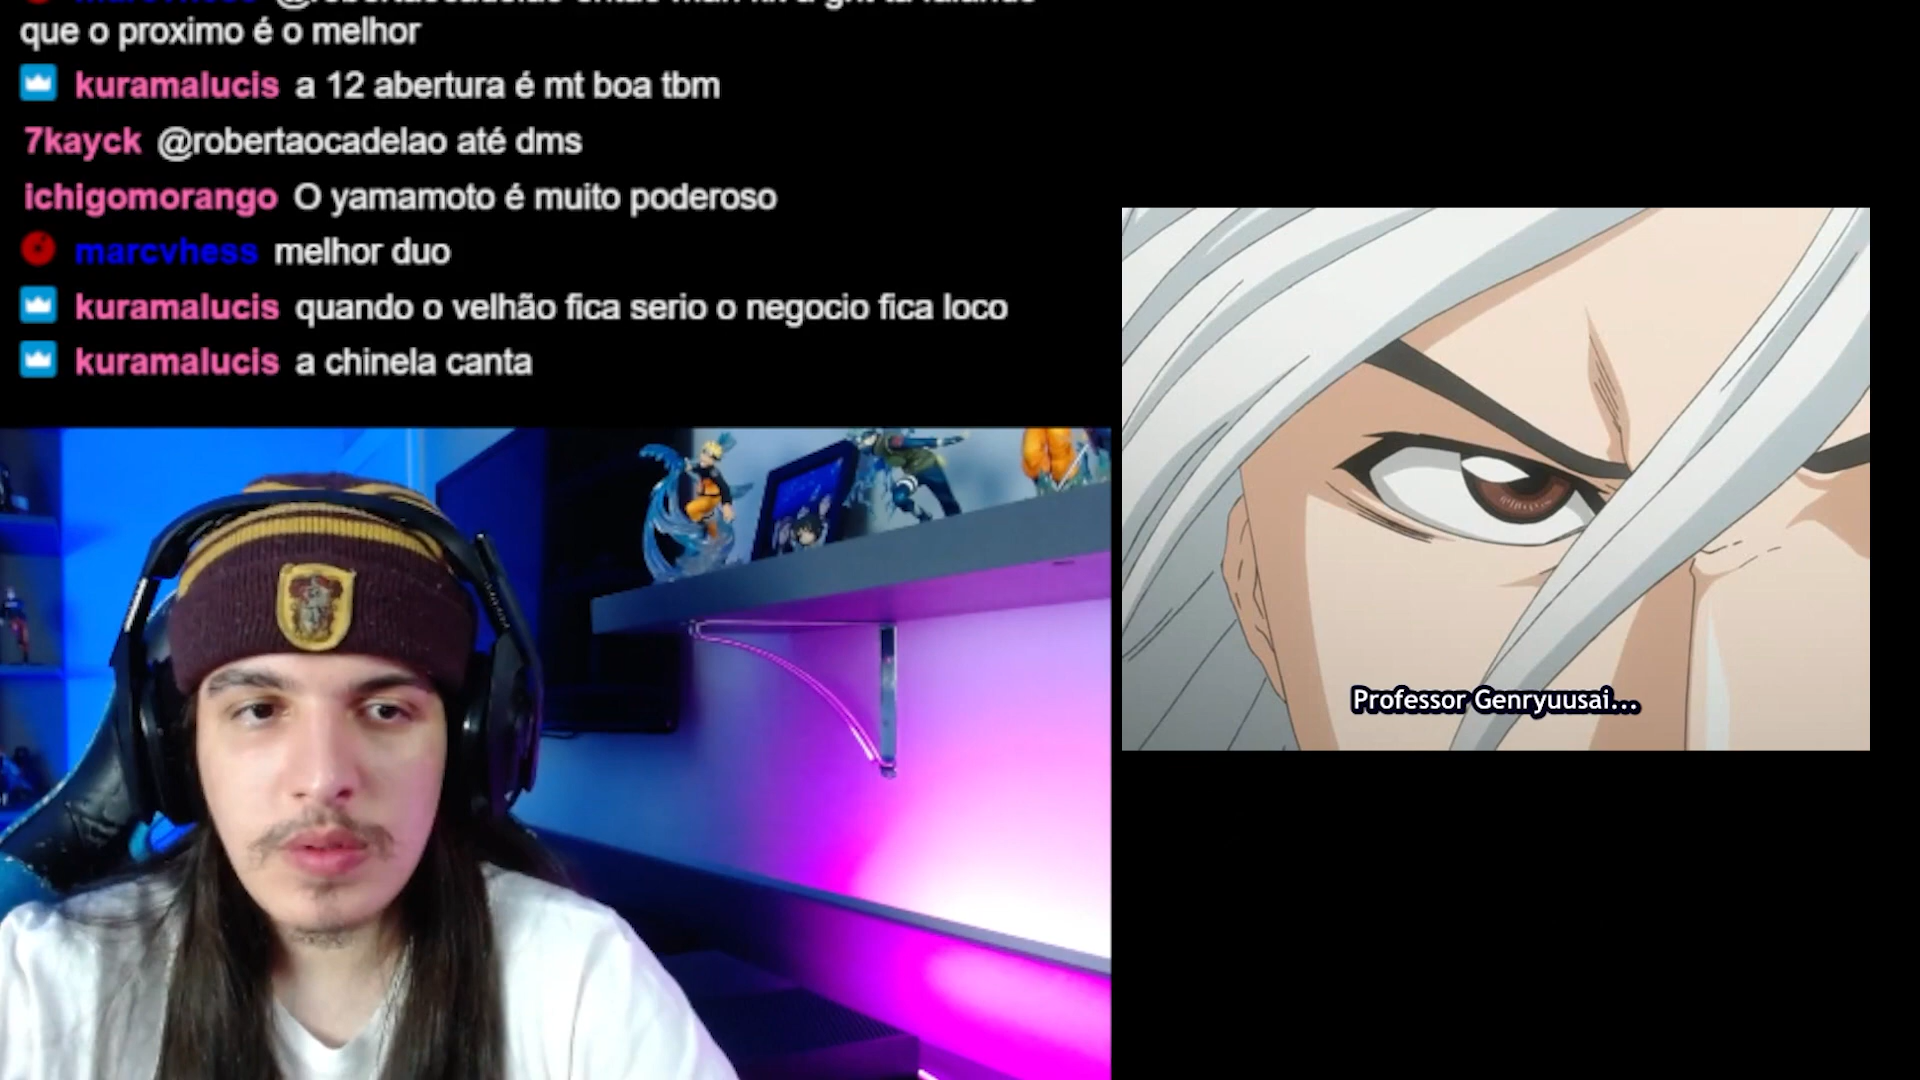 que o proximo é o melhor
kuramalucis a 12 abertura é mt boa tbm
7kayck @robertaocadelao até dms
ichigomorango O yamamoto é muito poderoso
marcvhess melhor duo
kuramalucis quando o velhão fica serio o negocio fica loco
kuramalucis a chinela canta
Professor Genryuusai...